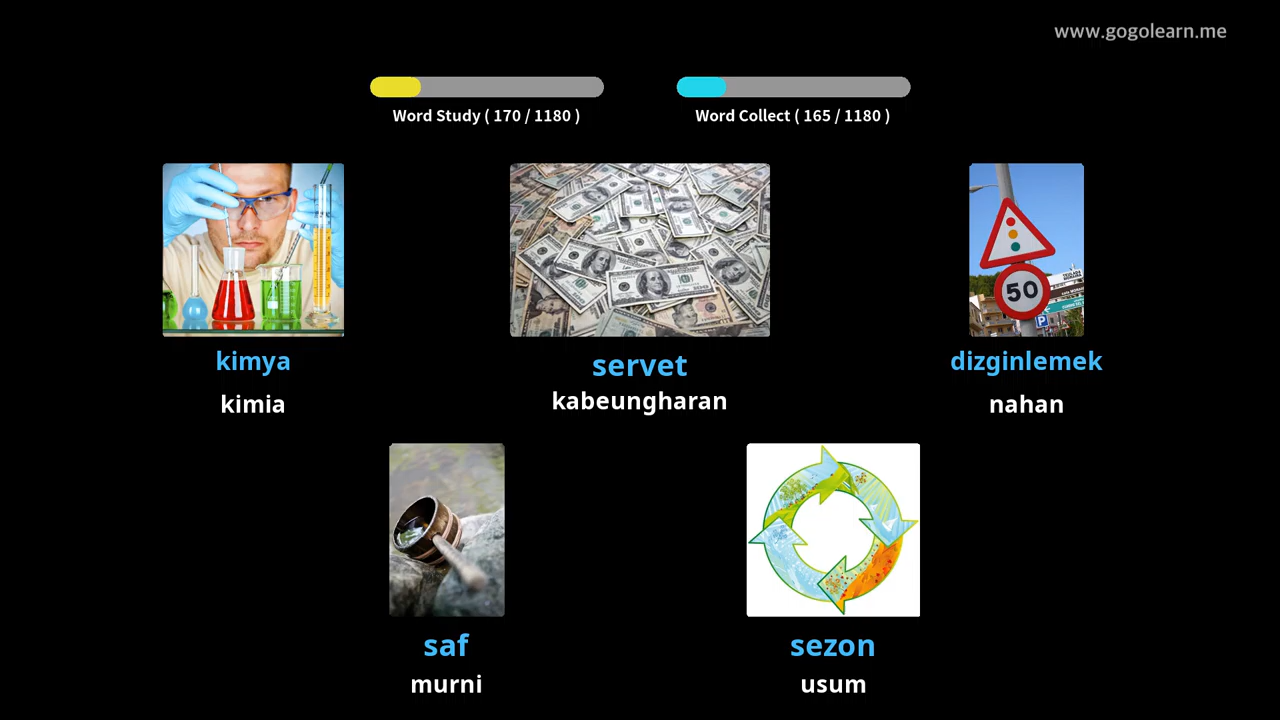 www.gogolearn.me
Word Study ( 170 / 1180 )
Word Collect ( 165 / 1180 )
50
P
kimya
servet
dizginlemek
kimia
kabeungharan
nahan
saf
sezon
murni
usum